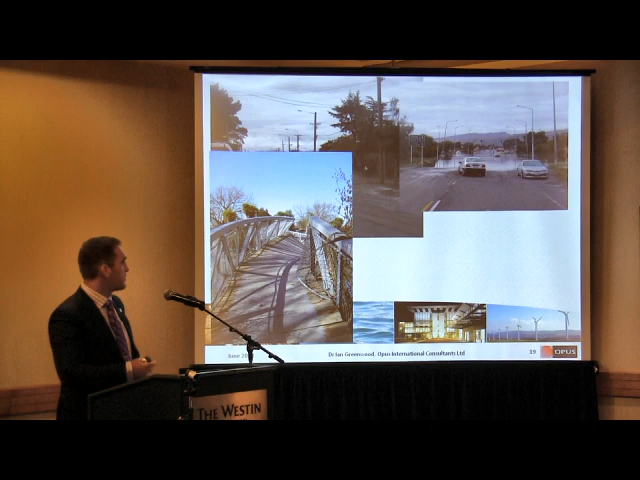 June 20
Dr Ian Greenwood. Opus International Consultants Ltd
19
OPUS
THE WESTIN